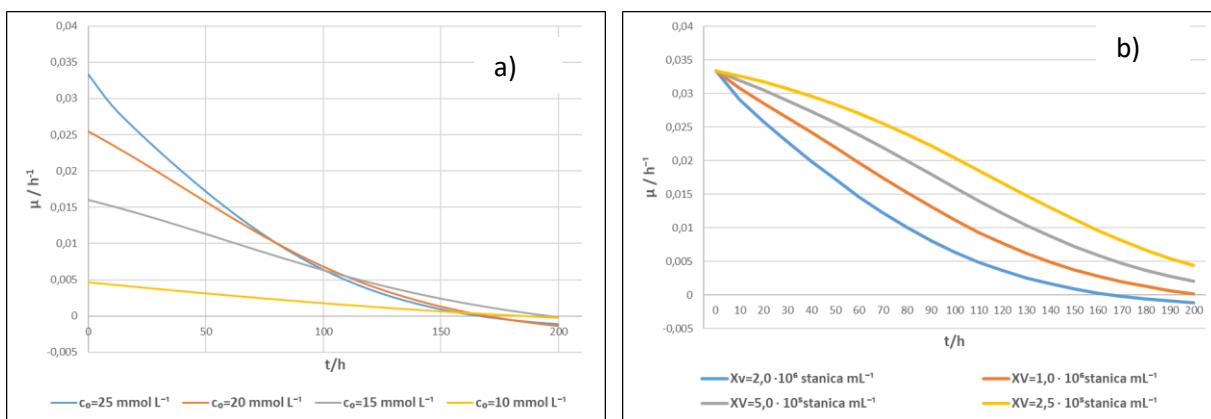 a)
0,04
0,035
0,03
0,025
0,02
0,015
0,01
0,005
0
-0,005
μ / h⁻¹
0 50 100 150 200
t/h
c₀=25 mmol L⁻¹ c₀=20 mmol L⁻¹ c₀=15 mmol L⁻¹ c₀=10 mmol L⁻¹
b)
0,04
0,035
0,03
0,025
0,02
0,015
0,01
0,005
0
-0,005
μ / h⁻¹
0 10 20 30 40 50 60 70 80 90 100 110 120 130 140 150 160 170 180 190 200
t/h
Xv=2,0 ·10⁶ stanica mL⁻¹ XV=1,0 · 10⁶ stanica mL⁻¹
XV=5,0 · 10⁵stanica mL⁻¹ XV=2,5 · 10⁵stanica mL⁻¹